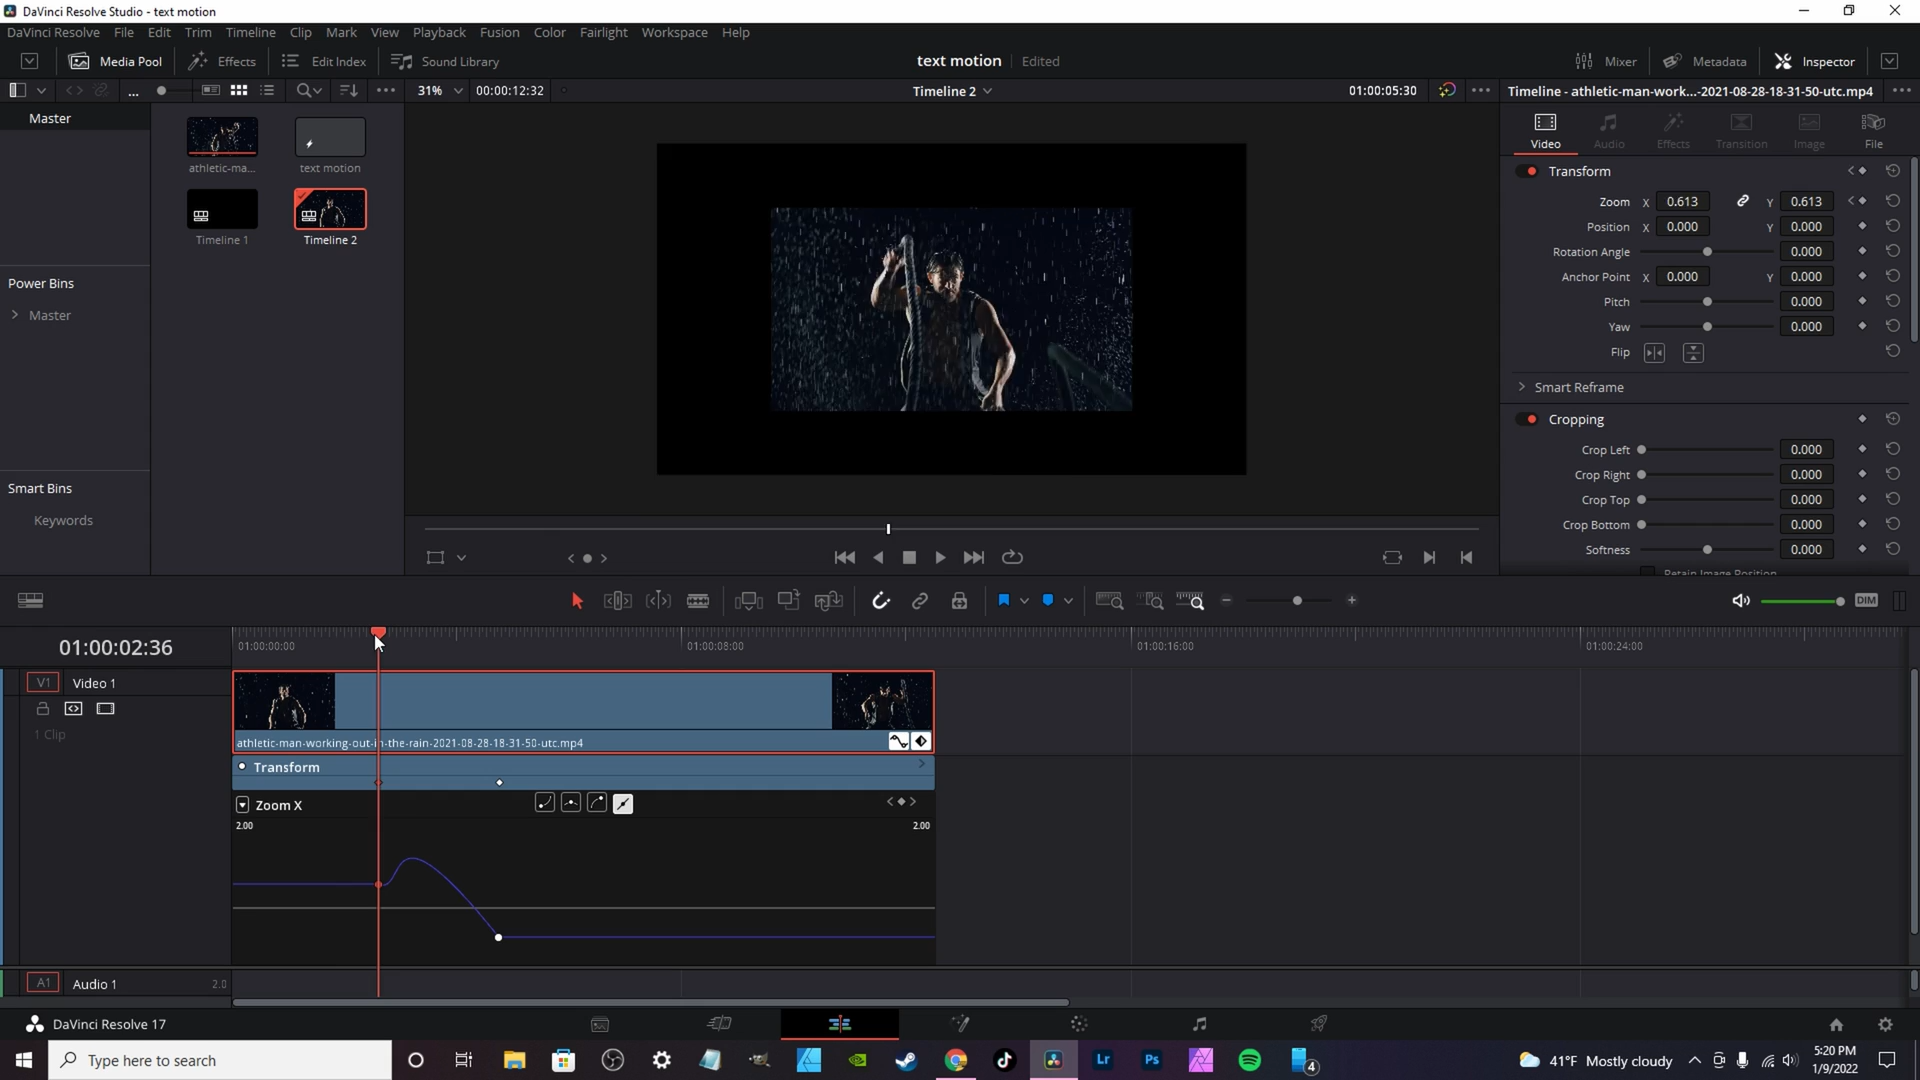 DaVinci Resolve Studio - text motion
DaVinci Resolve File Edit Trim Timeline Clip Mark View Playback Fusion Color Fairlight Workspace Help
Media Pool Effects Edit Index Sound Library text motion Edited Mixer Metadata Inspector
... 31% 00:00:12:32 Timeline 2 01:00:05:30 Timeline - athletic-man-work...-2021-08-28-18-31-50-utc.mp4
Master
Video Audio Effects Transition Image File
athletic-ma... text motion
Timeline 1 Timeline 2
Power Bins
Master
Smart Bins
Keywords
Transform
Zoom X 0.613 Y 0.613
Position X 0.000 Y 0.000
Rotation Angle 0.000
Anchor Point X 0.000 Y 0.000
Pitch 0.000
Yaw 0.000
Flip
Smart Reframe
Cropping
Crop Left 0.000
Crop Right 0.000
Crop Top 0.000
Crop Bottom 0.000
Softness 0.000
Retain Image Position
DIM
01:00:02:36 01:00:00:00 01:00:08:00 01:00:16:00 01:00:24:00
V1 Video 1
1 Clip
athletic-man-working-out-in-the-rain-2021-08-28-18-31-50-utc.mp4
Transform
Zoom X
2.00 2.00
A1 Audio 1 2.0
DaVinci Resolve 17
Type here to search Lr Ps 4 41°F Mostly cloudy 5:20 PM
1/9/2022